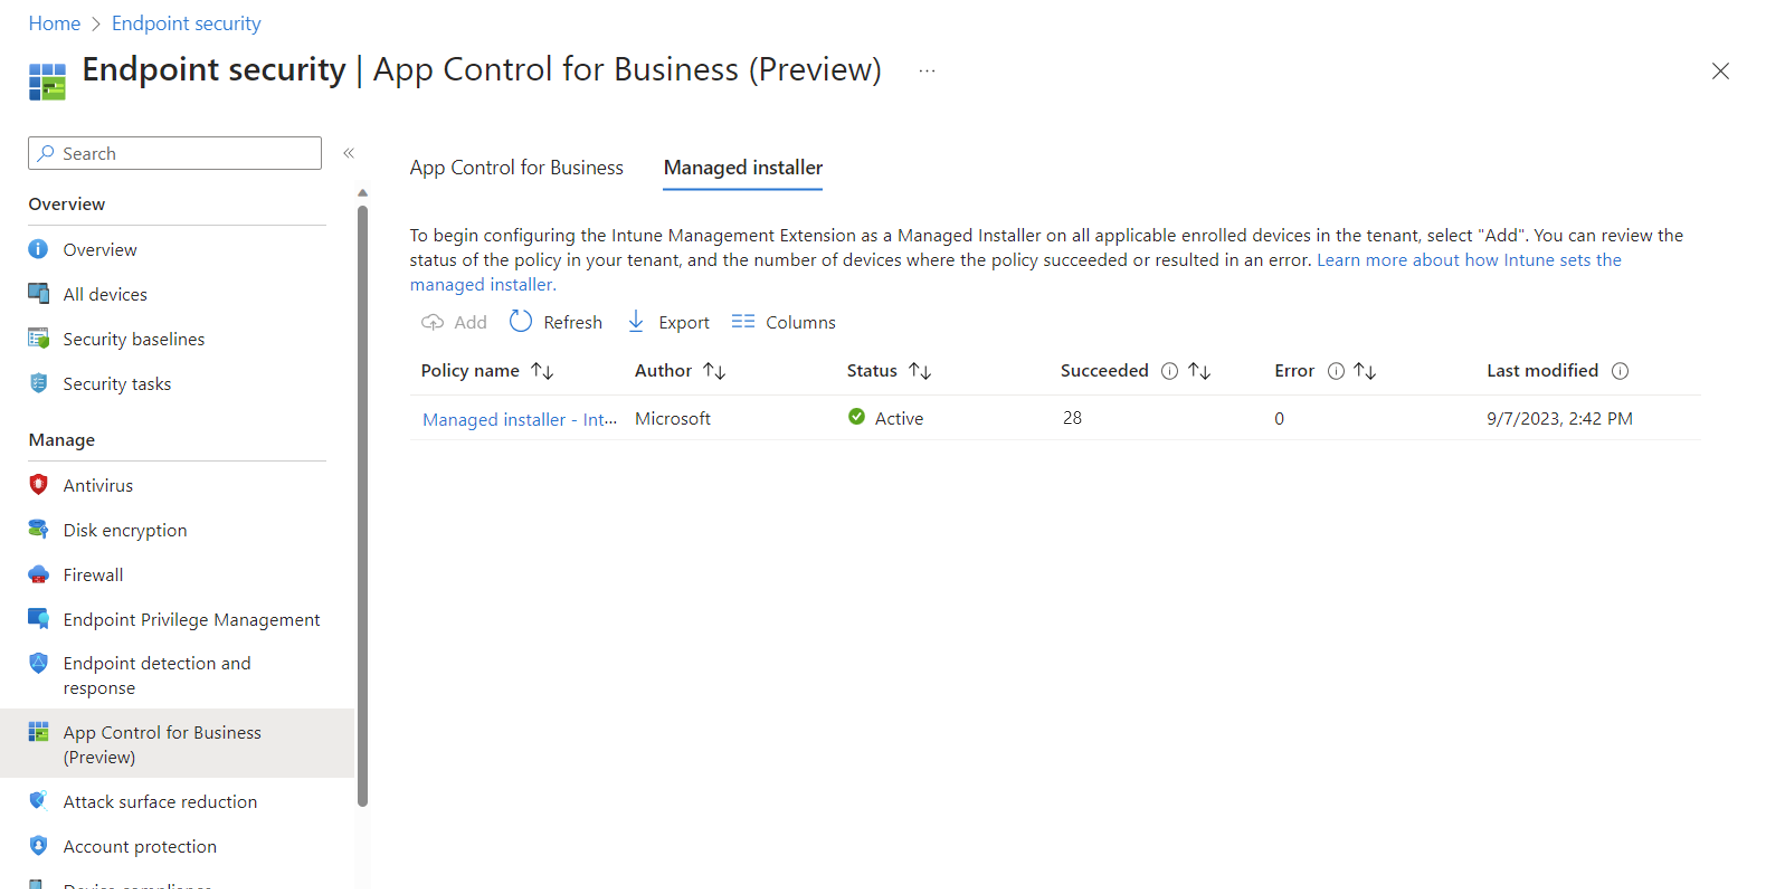 Home > Endpoint security
Endpoint security | App Control for Business (Preview) ...
Search
«
Overview
Overview
All devices
Security baselines
Security tasks
Manage
Antivirus
Disk encryption
Firewall
Endpoint Privilege Management
Endpoint detection and
response
App Control for Business
(Preview)
Attack surface reduction
Account protection
Device compliance
App Control for Business Managed installer
To begin configuring the Intune Management Extension as a Managed Installer on all applicable enrolled devices in the tenant, select "Add". You can review the
status of the policy in your tenant, and the number of devices where the policy succeeded or resulted in an error. Learn more about how Intune sets the
managed installer.
Add Refresh Export Columns
Policy name ↑↓ Author ↑↓ Status ↑↓ Succeeded ↑↓ Error ↑↓ Last modified
Managed installer - Int... Microsoft Active 28 0 9/7/2023, 2:42 PM